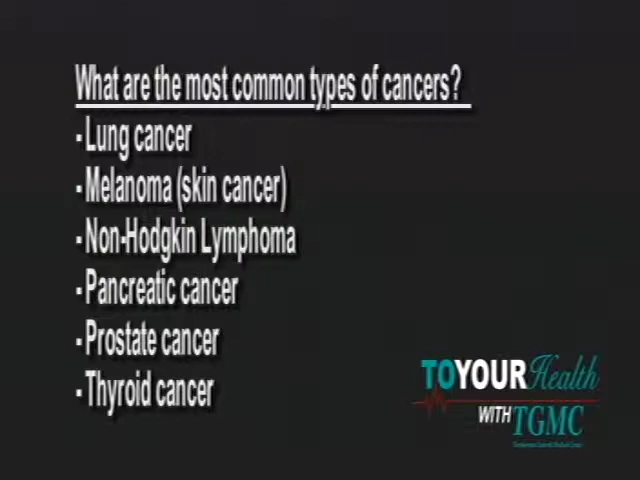 What are the most common types of cancers?
- Lung cancer
- Melanoma (skin cancer)
- Non-Hodgkin Lymphoma
- Pancreatic cancer
- Prostate cancer
- Thyroid cancer
TO YOUR Health
WITH TGMC